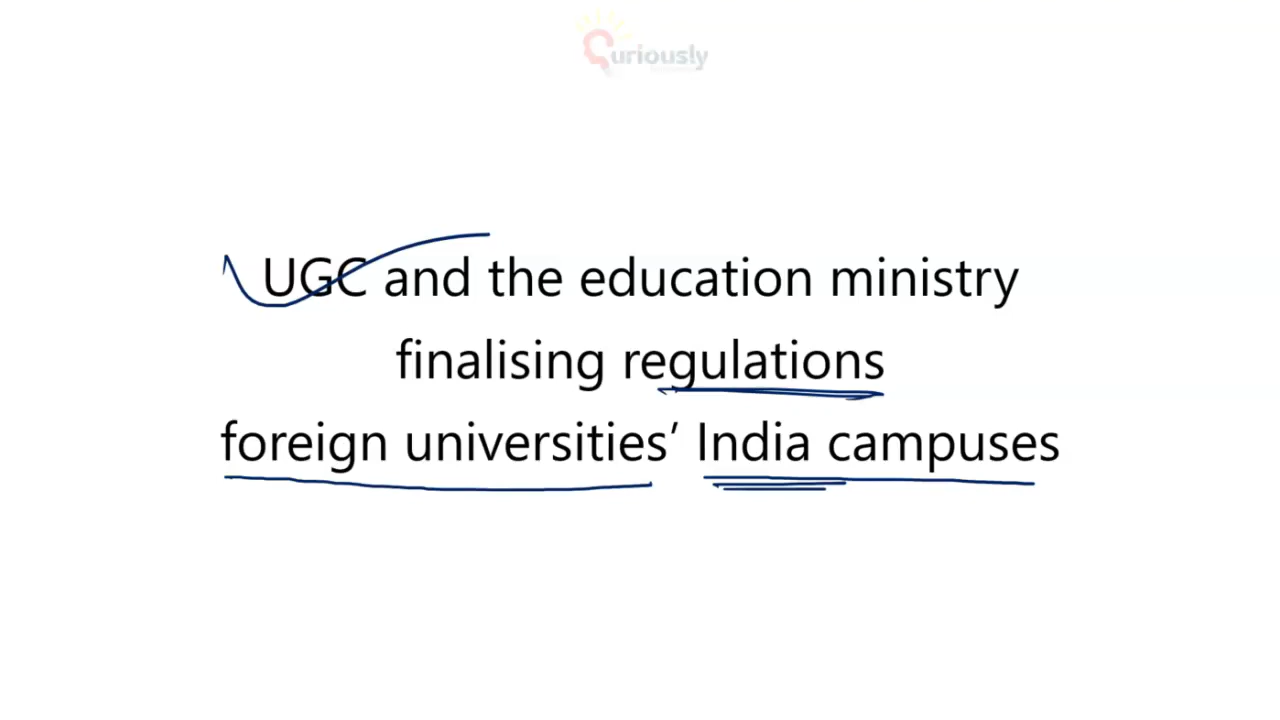 Curiously
UGC and the education ministry
finalising regulations
foreign universities’ India campuses